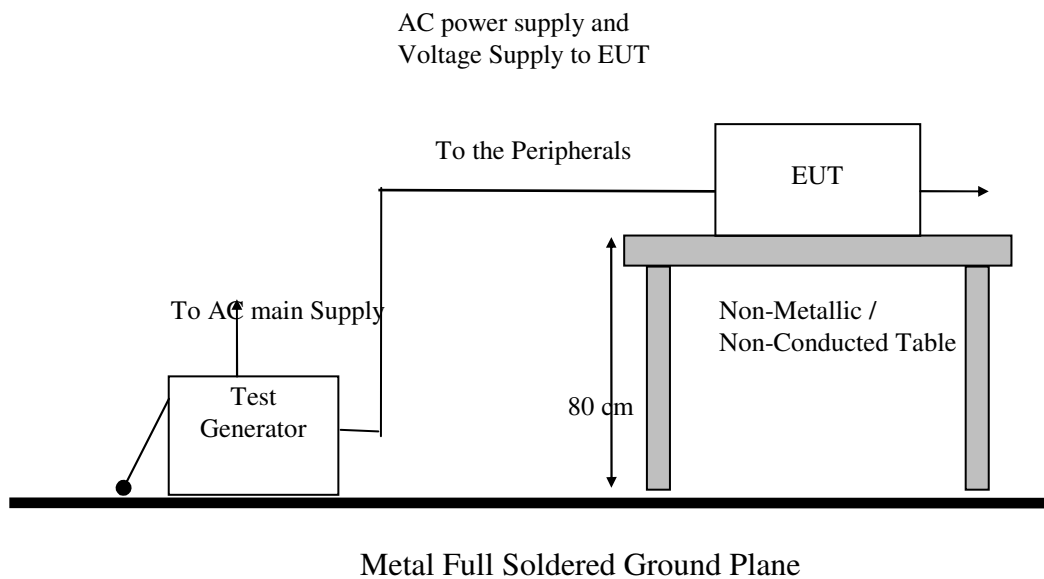 AC power supply and
Voltage Supply to EUT
To the Peripherals
EUT
To AC main Supply
Non-Metallic /
Non-Conducted Table
Test
Generator
80 cm
Metal Full Soldered Ground Plane